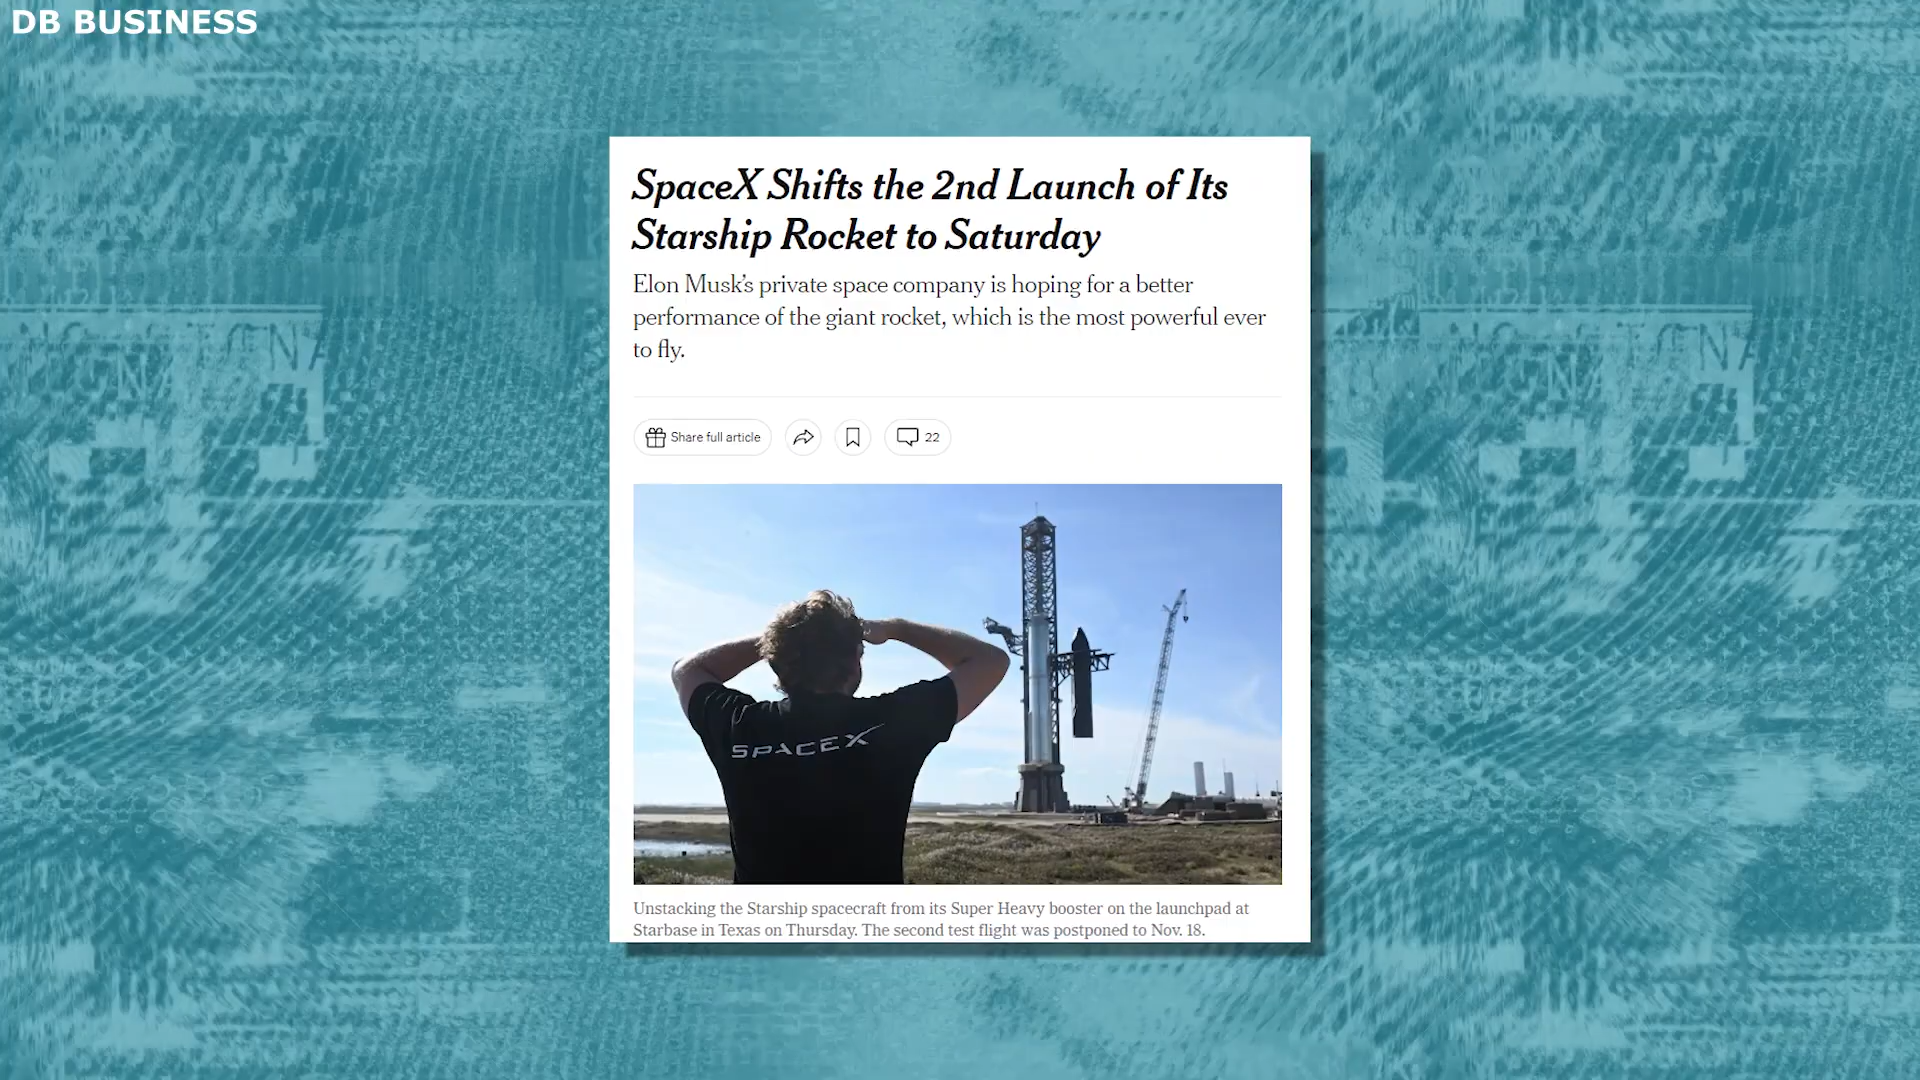 DB BUSINESS
SpaceX Shifts the 2nd Launch of Its
Starship Rocket to Saturday
Elon Musk’s private space company is hoping for a better
performance of the giant rocket, which is the most powerful ever
to fly.
Share full article
22
SPACEX
Unstacking the Starship spacecraft from its Super Heavy booster on the launchpad at
Starbase in Texas on Thursday. The second test flight was postponed to Nov. 18.